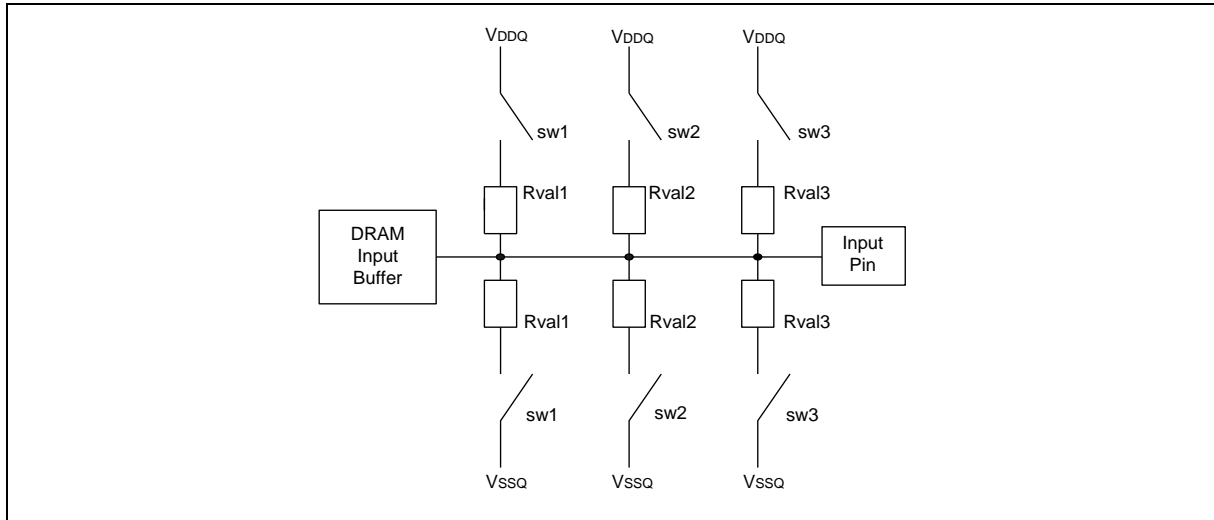 VDDQ
VDDQ
VDDQ
sw1
sw2
sw3
Rval1
Rval2
Rval3
DRAM
Input
Buffer
Input
Pin
Rval1
Rval2
Rval3
sw1
sw2
sw3
VSSQ
VSSQ
VSSQ